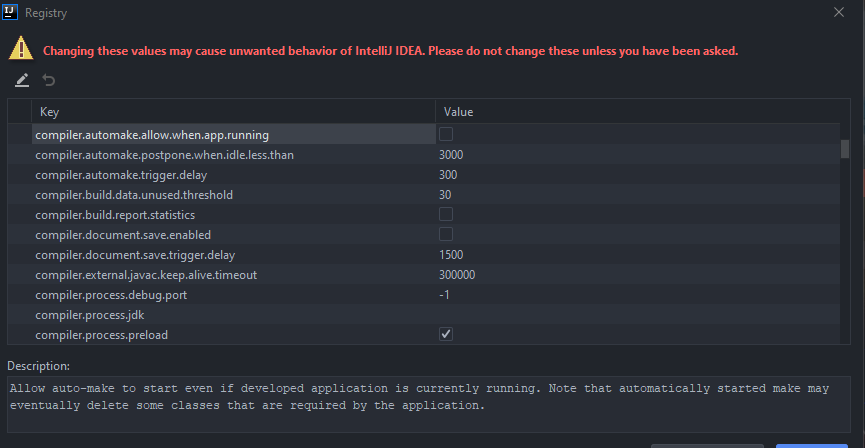 IJ Registry
Changing these values may cause unwanted behavior of IntelliJ IDEA. Please do not change these unless you have been asked.
Key Value
compiler.automake.allow.when.app.running
compiler.automake.postpone.when.idle.less.than 3000
compiler.automake.trigger.delay 300
compiler.build.data.unused.threshold 30
compiler.build.report.statistics
compiler.document.save.enabled
compiler.document.save.trigger.delay 1500
compiler.external.javac.keep.alive.timeout 300000
compiler.process.debug.port -1
compiler.process.jdk
compiler.process.preload
Description:
Allow auto-make to start even if developed application is currently running. Note that automatically started make may
eventually delete some classes that are required by the application.